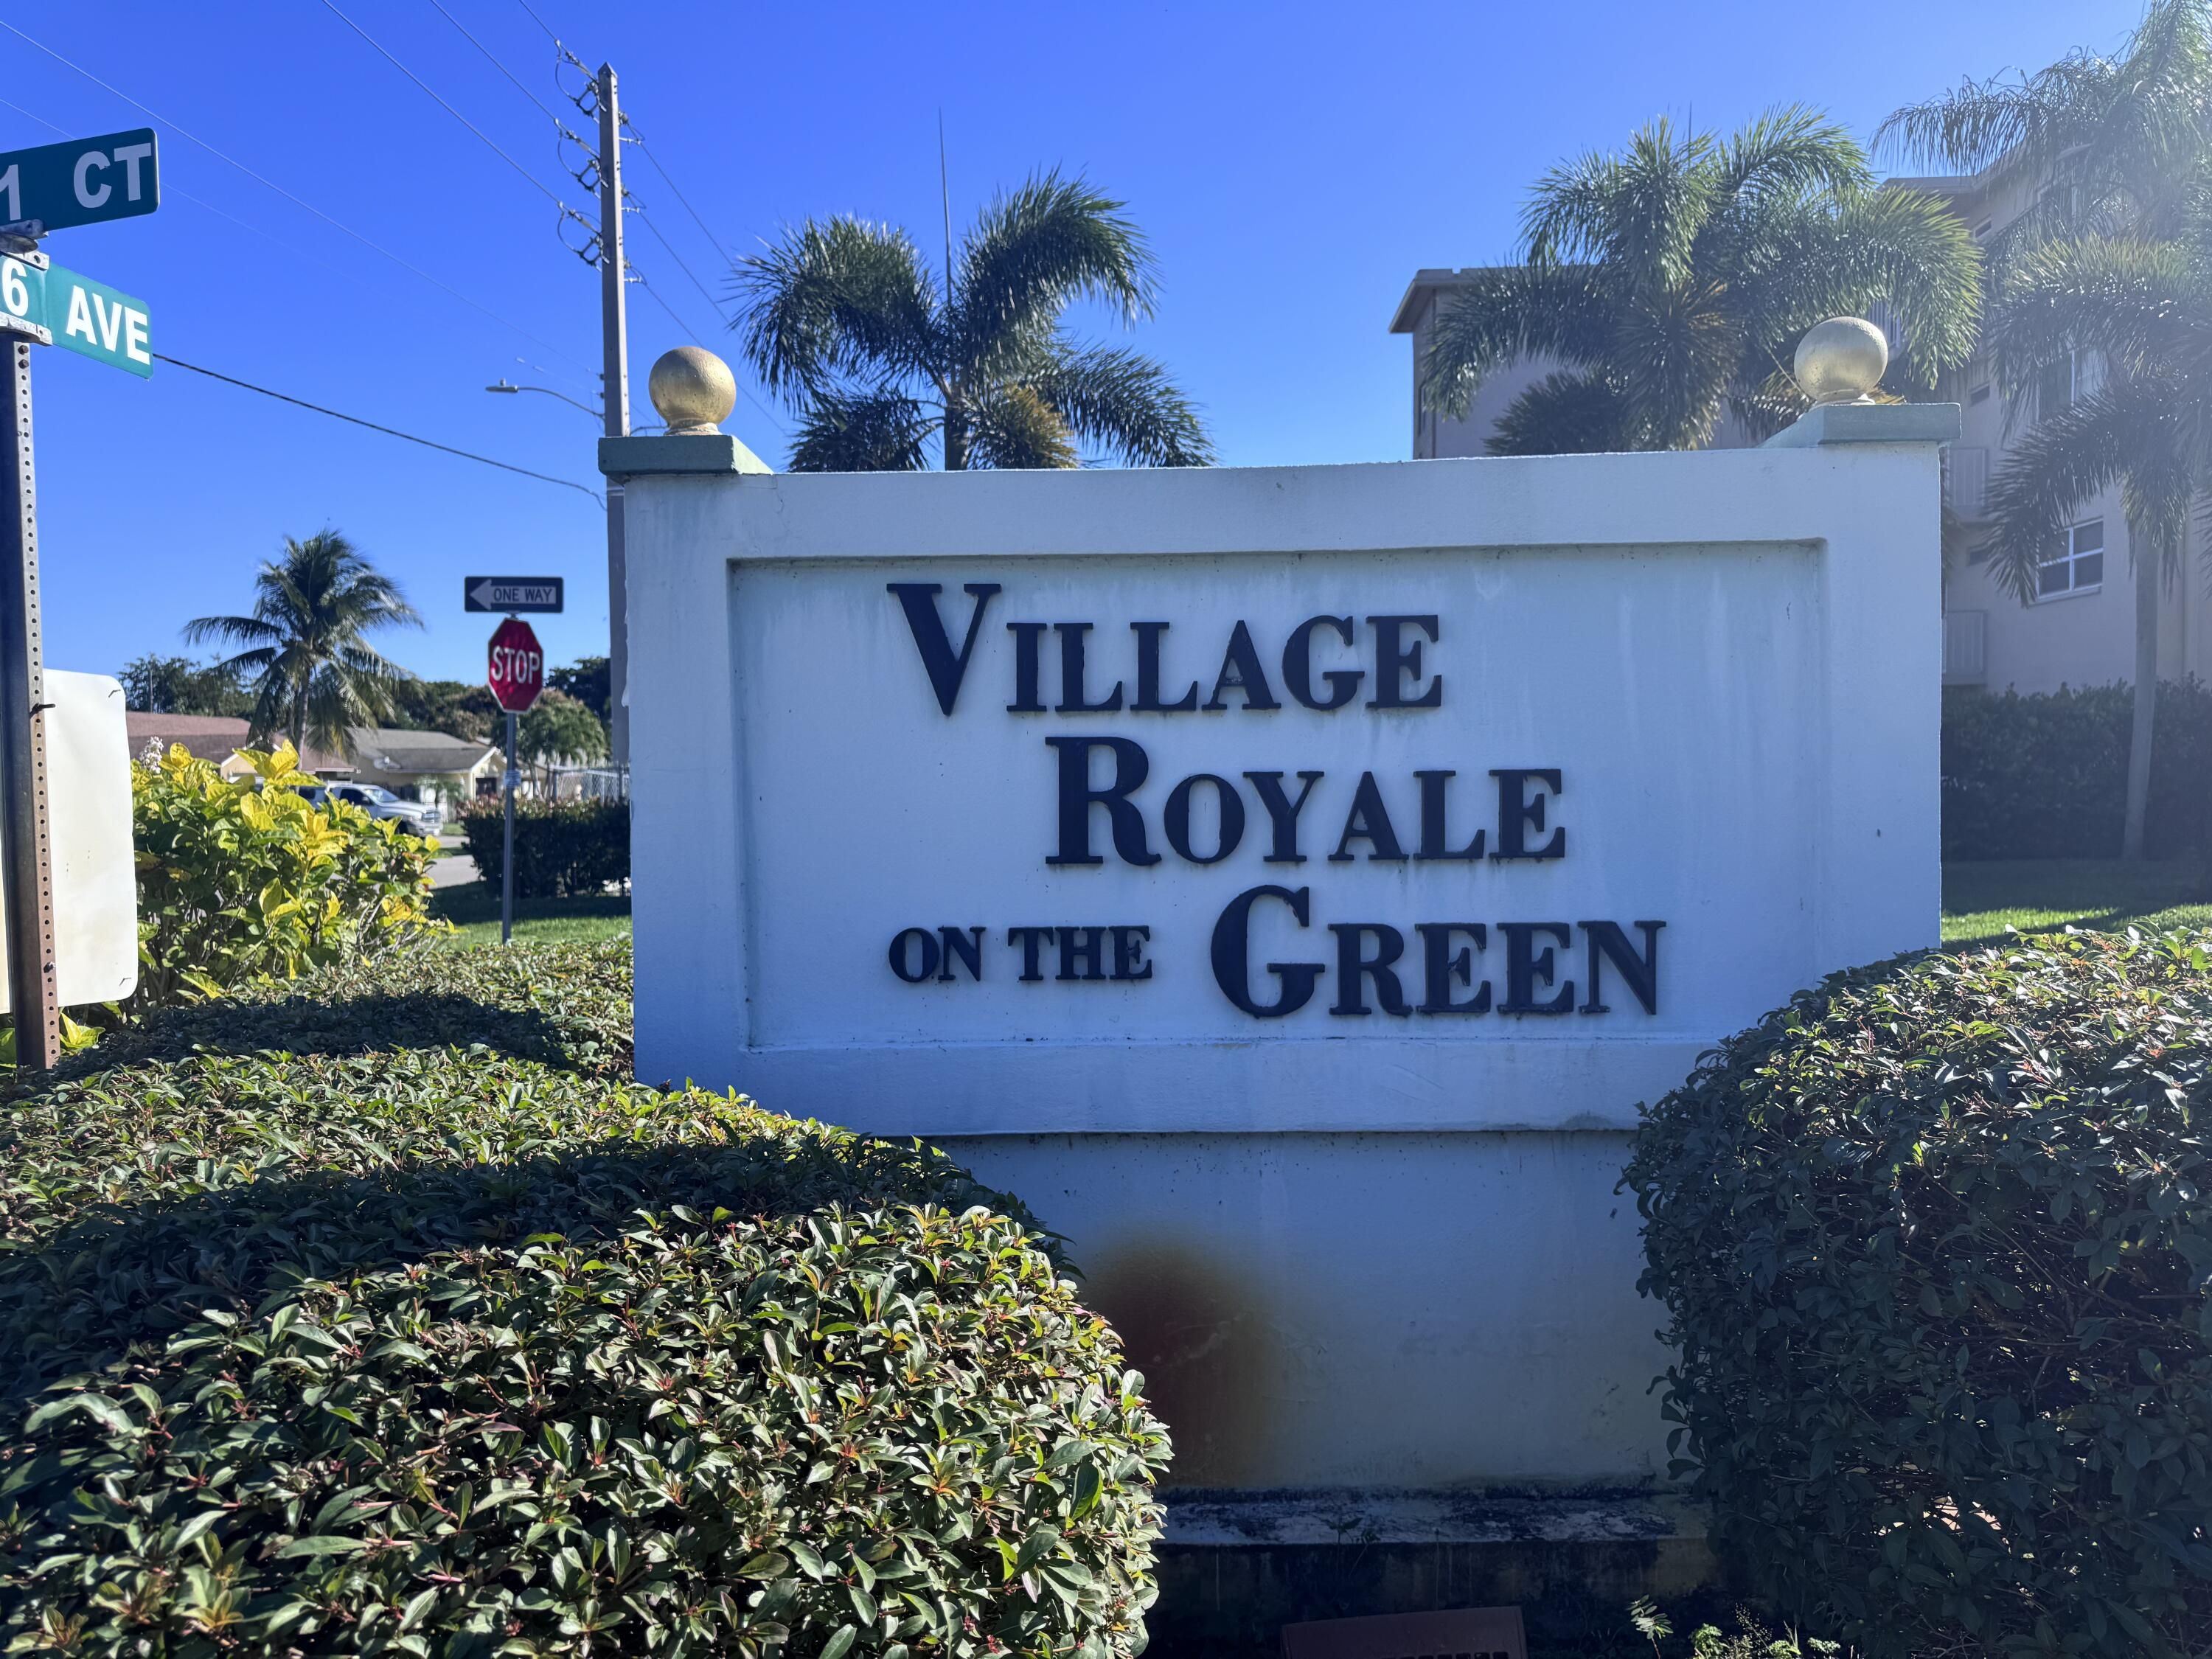 1 CT
6 AVE
ONE WAY
STOP
VILLAGE
ROYALE
ON THE GREEN